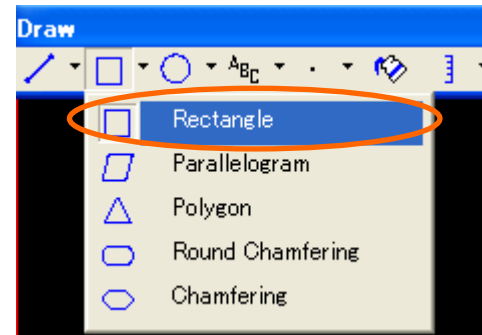 Draw
ABC
Rectangle
Parallelogram
Polygon
Round Chamfering
Chamfering